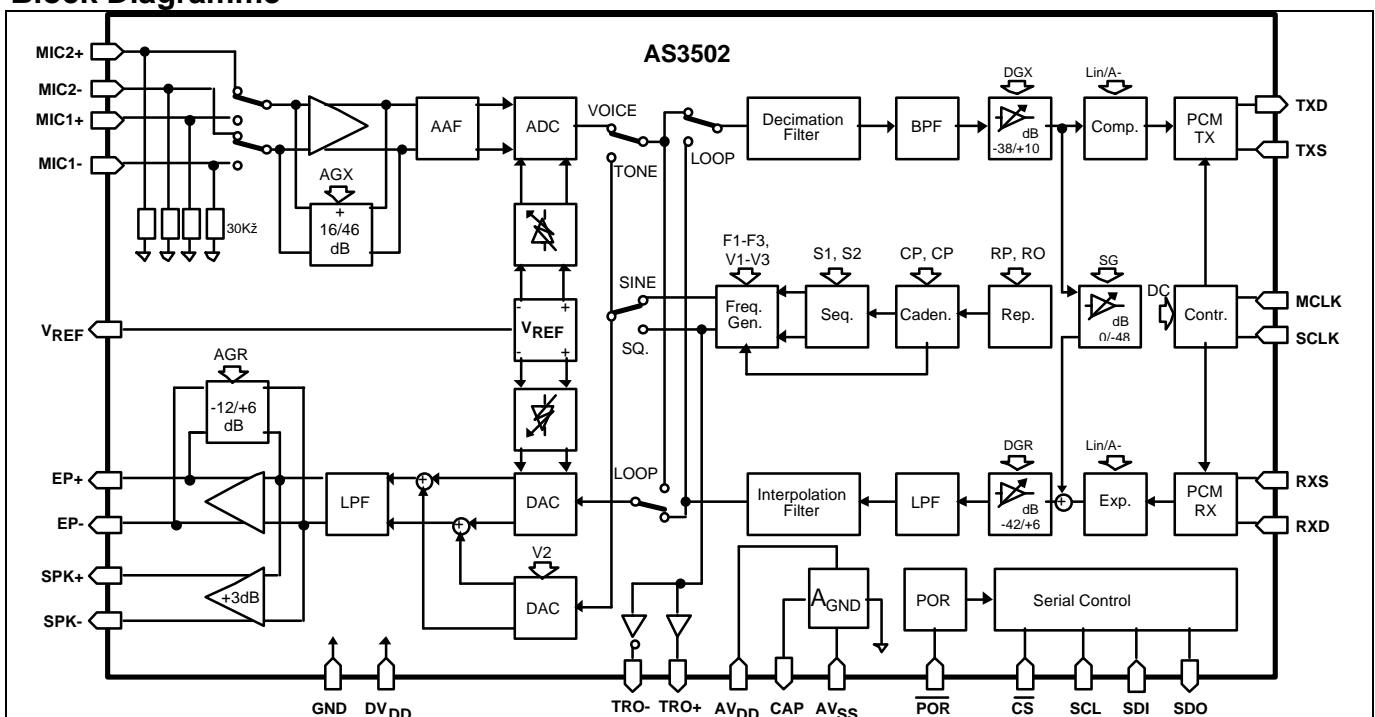 Block Diagramme
AS3502
MIC2+
MIC2-
MIC1+
MIC1-
30Kž
AGX
+
16/46
dB
AAF
ADC
VOICE
TONE
LOOP
Decimation
Filter
BPF
DGX
dB
-38/+10
Lin/A-
Comp.
PCM
TX
TXD
TXS
F1-F3,
V1-V3
Freq.
Gen.
S1, S2
Seq.
CP, CP
Caden.
RP, RO
Rep.
SG
dB
0/-48
DC
Contr.
MCLK
SCLK
SINE
SQ.
VREF
- +
VREF
- +
AGR
-12/+6
dB
EP+
EP-
SPK+
SPK-
+3dB
LPF
+
+
DAC
V2
DAC
LOOP
Interpolation
Filter
LPF
DGR
dB
-42/+6
+
Lin/A-
Exp.
PCM
RX
RXS
RXD
AGND
POR
Serial Control
GND
DVDD
TRO-
TRO+
AVDD
CAP
AVSS
POR
CS
SCL
SDI
SDO